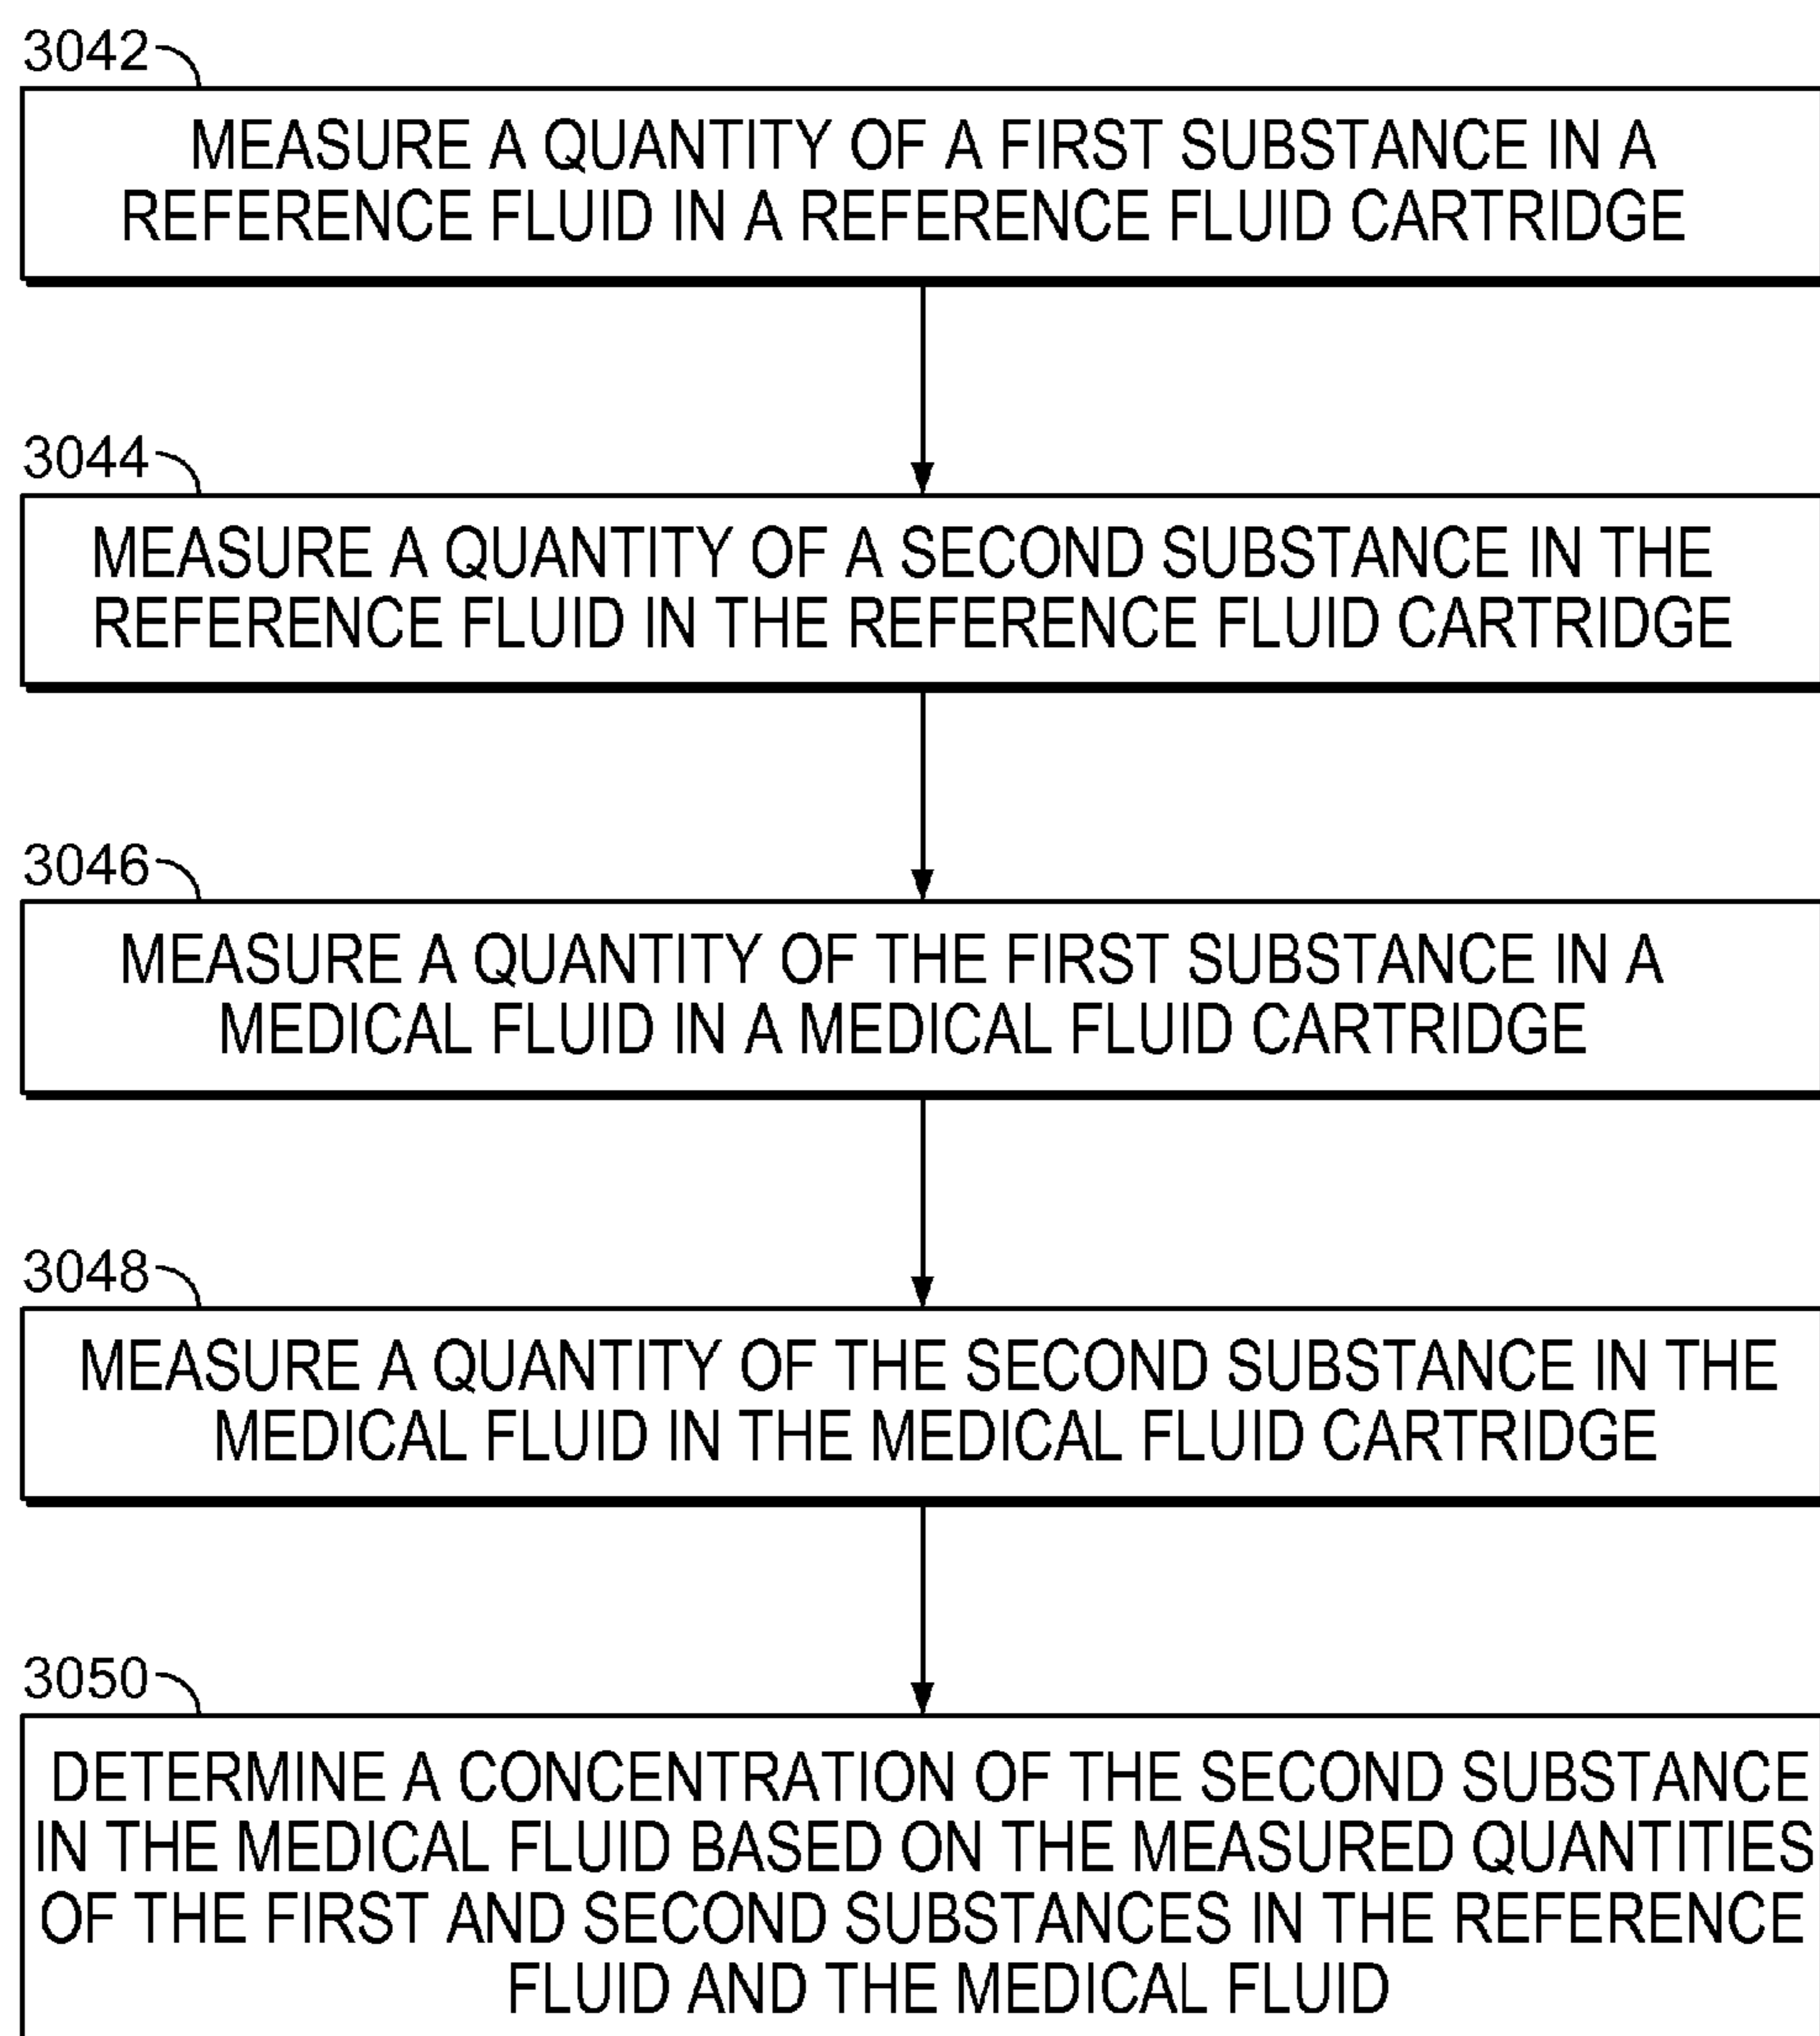 3042
MEASURE A QUANTITY OF A FIRST SUBSTANCE IN A
REFERENCE FLUID IN A REFERENCE FLUID CARTRIDGE
3044
MEASURE A QUANTITY OF A SECOND SUBSTANCE IN THE
REFERENCE FLUID IN THE REFERENCE FLUID CARTRIDGE
3046
MEASURE A QUANTITY OF THE FIRST SUBSTANCE IN A
MEDICAL FLUID IN A MEDICAL FLUID CARTRIDGE
3048
MEASURE A QUANTITY OF THE SECOND SUBSTANCE IN THE
MEDICAL FLUID IN THE MEDICAL FLUID CARTRIDGE
3050
DETERMINE A CONCENTRATION OF THE SECOND SUBSTANCE
IN THE MEDICAL FLUID BASED ON THE MEASURED QUANTITIES
OF THE FIRST AND SECOND SUBSTANCES IN THE REFERENCE
FLUID AND THE MEDICAL FLUID